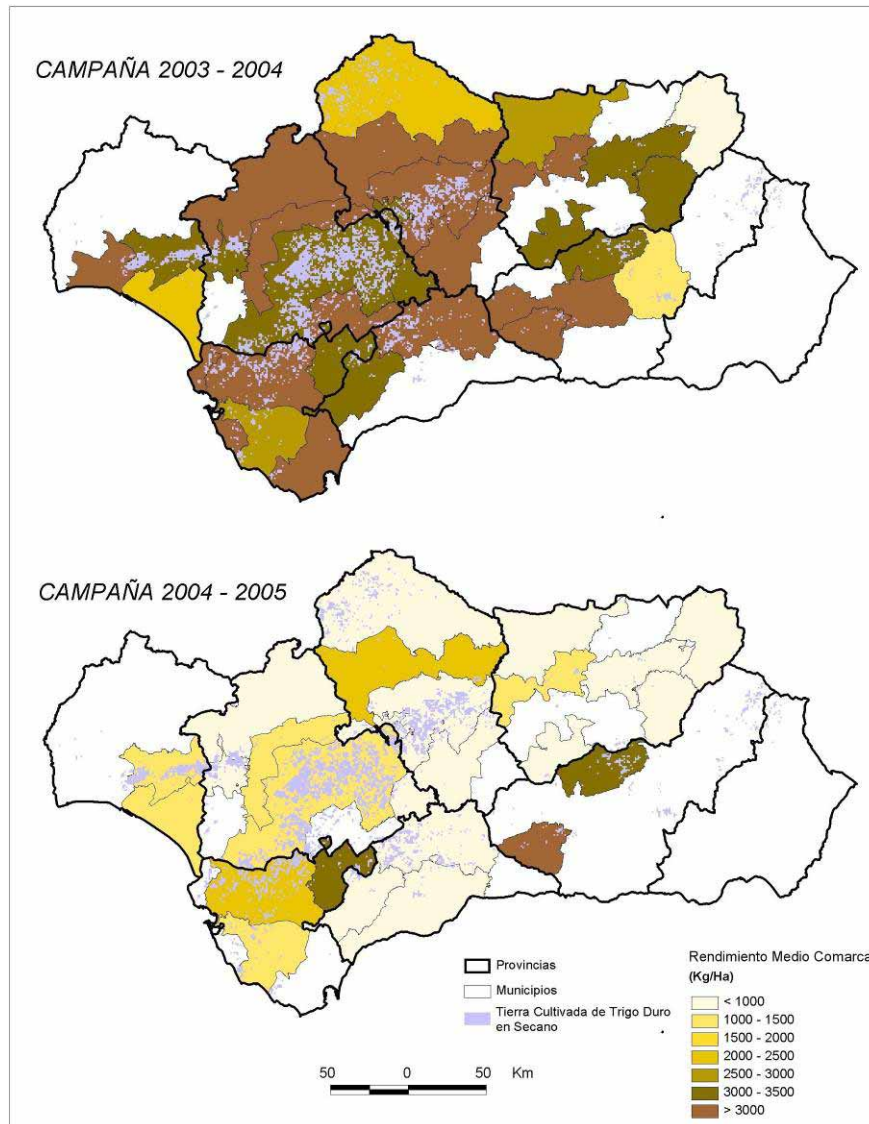 CAMPAÑA 2003 - 2004
CAMPAÑA 2004 - 2005
Provincias
Municipios
Tierra Cultivada de Trigo Duro
en Secano
50 0 50 Km
Rendimiento Medio Comarca
(Kg/Ha)
< 1000
1000 - 1500
1500 - 2000
2000 - 2500
2500 - 3000
3000 - 3500
> 3000